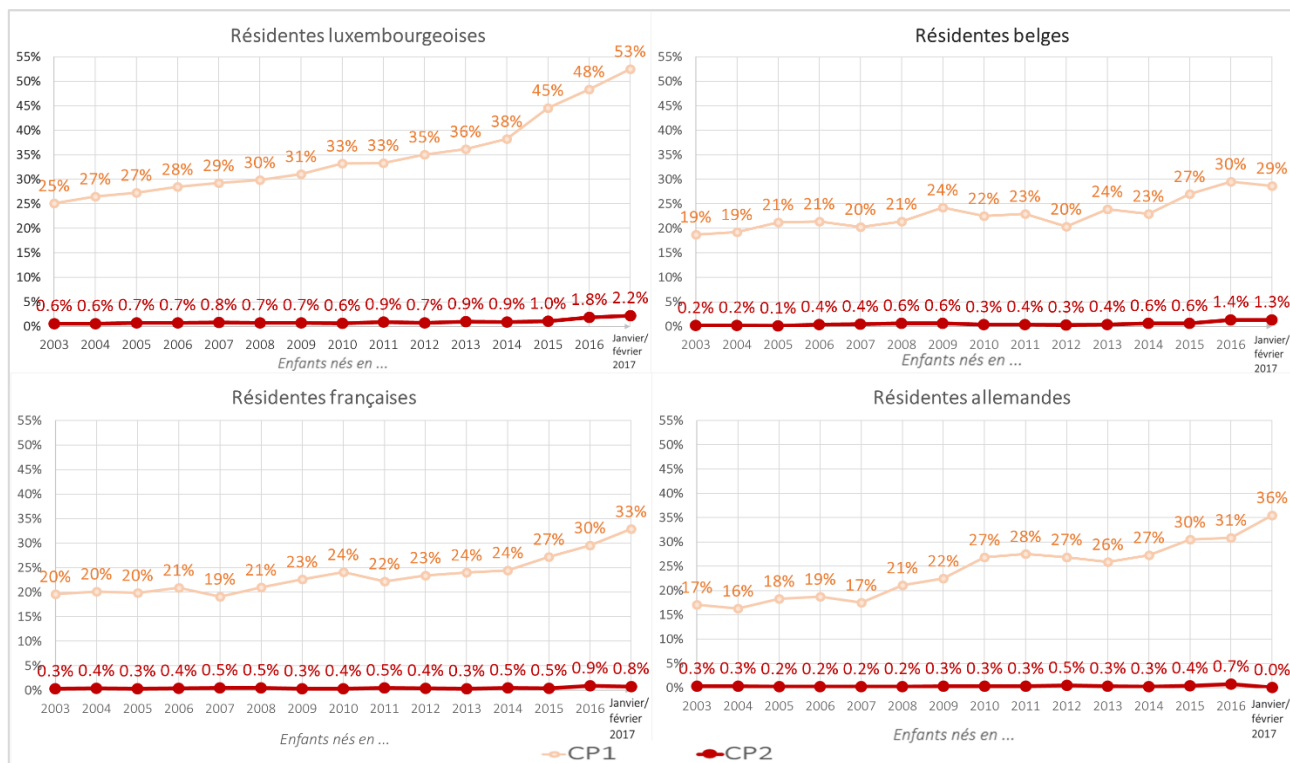 Résidentes luxembourgeoises
55%
50%
45%
40%
35%
30%
25%
20%
15%
10%
5%
0%
25% 27% 27% 28% 29% 30% 31% 33% 33% 35% 36% 38% 45% 48% 53%
0.6% 0.6% 0.7% 0.7% 0.8% 0.7% 0.7% 0.6% 0.9% 0.7% 0.9% 0.9% 1.0% 1.8% 2.2%
2003 2004 2005 2006 2007 2008 2009 2010 2011 2012 2013 2014 2015 2016 Janvier/
février
2017
Enfants nés en ...
Résidentes belges
55%
50%
45%
40%
35%
30%
25%
20%
15%
10%
5%
0%
19% 19% 21% 21% 20% 21% 24% 22% 23% 20% 24% 23% 27% 30% 29%
0.2% 0.2% 0.1% 0.4% 0.4% 0.6% 0.6% 0.3% 0.4% 0.3% 0.4% 0.6% 0.6% 1.4% 1.3%
2003 2004 2005 2006 2007 2008 2009 2010 2011 2012 2013 2014 2015 2016 Janvier/
février
2017
Enfants nés en ...
Résidentes françaises
55%
50%
45%
40%
35%
30%
25%
20%
15%
10%
5%
0%
20% 20% 20% 21% 19% 21% 23% 24% 22% 23% 24% 24% 27% 30% 33%
0.3% 0.4% 0.3% 0.4% 0.5% 0.5% 0.3% 0.4% 0.5% 0.4% 0.3% 0.5% 0.5% 0.9% 0.8%
2003 2004 2005 2006 2007 2008 2009 2010 2011 2012 2013 2014 2015 2016 Janvier/
février
2017
Enfants nés en ...
Résidentes allemandes
55%
50%
45%
40%
35%
30%
25%
20%
15%
10%
5%
0%
17% 16% 18% 19% 17% 21% 22% 27% 28% 27% 26% 27% 30% 31% 36%
0.3% 0.3% 0.2% 0.2% 0.2% 0.2% 0.3% 0.3% 0.3% 0.5% 0.3% 0.3% 0.4% 0.7% 0.0%
2003 2004 2005 2006 2007 2008 2009 2010 2011 2012 2013 2014 2015 2016 Janvier/
février
2017
Enfants nés en ...
CP1 CP2